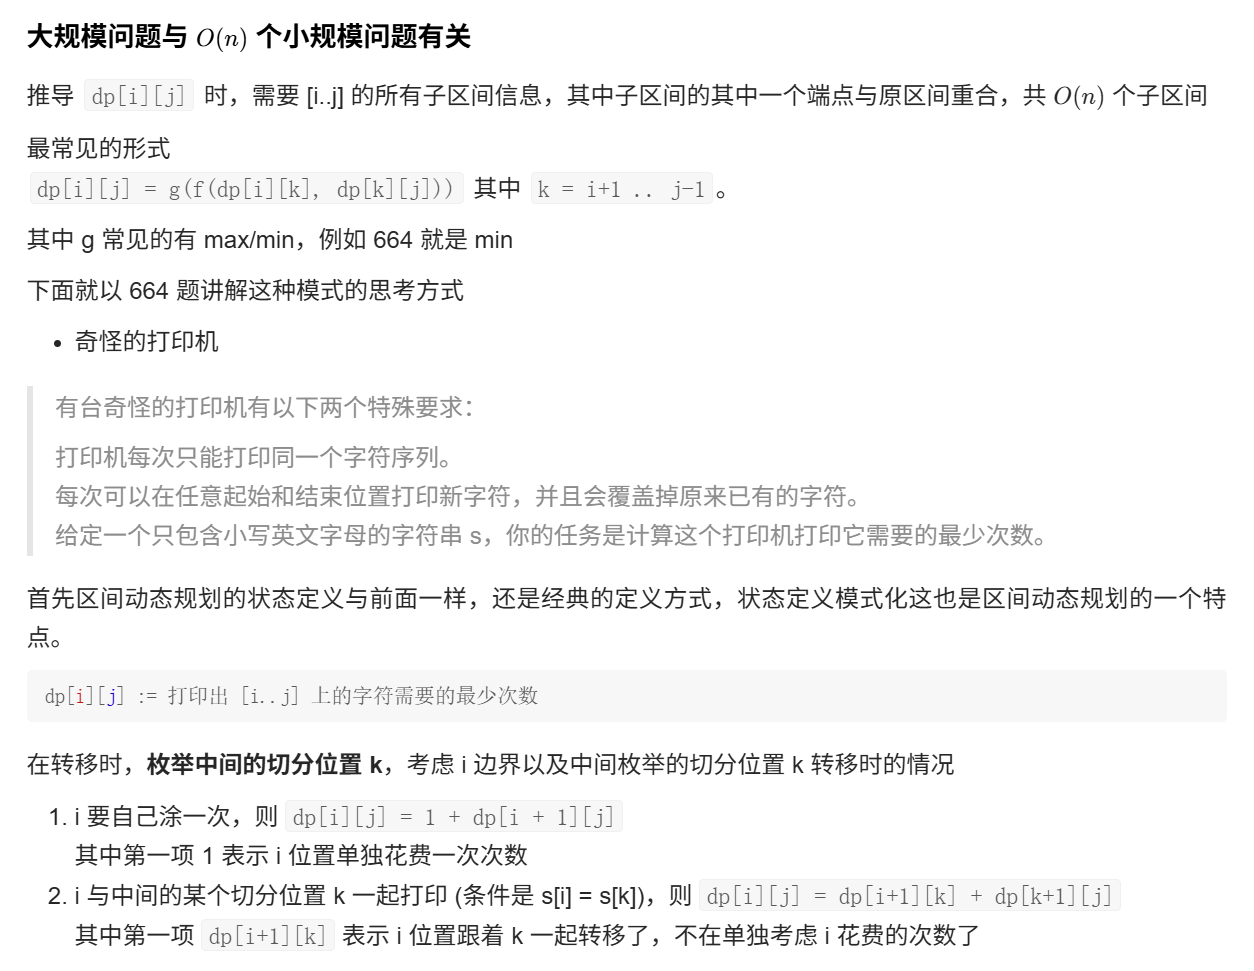 大规模问题与 O(n) 个小规模问题有关
推导 dp[i][j] 时，需要 [i..j] 的所有子区间信息，其中子区间的其中一个端点与原区间重合，共 O(n) 个子区间
最常见的形式
dp[i][j] = g(f(dp[i][k], dp[k][j])) 其中 k = i+1 .. j-1 。
其中 g 常见的有 max/min，例如 664 就是 min
下面就以 664 题讲解这种模式的思考方式
• 奇怪的打印机
有台奇怪的打印机有以下两个特殊要求：
打印机每次只能打印同一个字符序列。
每次可以在任意起始和结束位置打印新字符，并且会覆盖掉原来已有的字符。
给定一个只包含小写英文字母的字符串 s，你的任务是计算这个打印机打印它需要的最少次数。
首先区间动态规划的状态定义与前面一样，还是经典的定义方式，状态定义模式化这也是区间动态规划的一个特
点。
dp[i][j] := 打印出 [i..j] 上的字符需要的最少次数
在转移时，枚举中间的切分位置 k，考虑 i 边界以及中间枚举的切分位置 k 转移时的情况
1. i 要自己涂一次，则 dp[i][j] = 1 + dp[i + 1][j]
其中第一项 1 表示 i 位置单独花费一次次数
2. i 与中间的某个切分位置 k 一起打印 (条件是 s[i] = s[k])，则 dp[i][j] = dp[i+1][k] + dp[k+1][j]
其中第一项 dp[i+1][k] 表示 i 位置跟着 k 一起转移了，不在单独考虑 i 花费的次数了